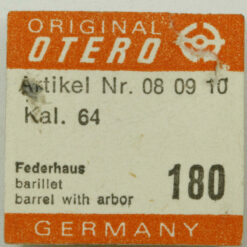 ORIGINAL
OTERO
Artikel Nr. 08 09 10
Kal. 64
Federhaus
barillet
barrel with arbor
180
GERMANY